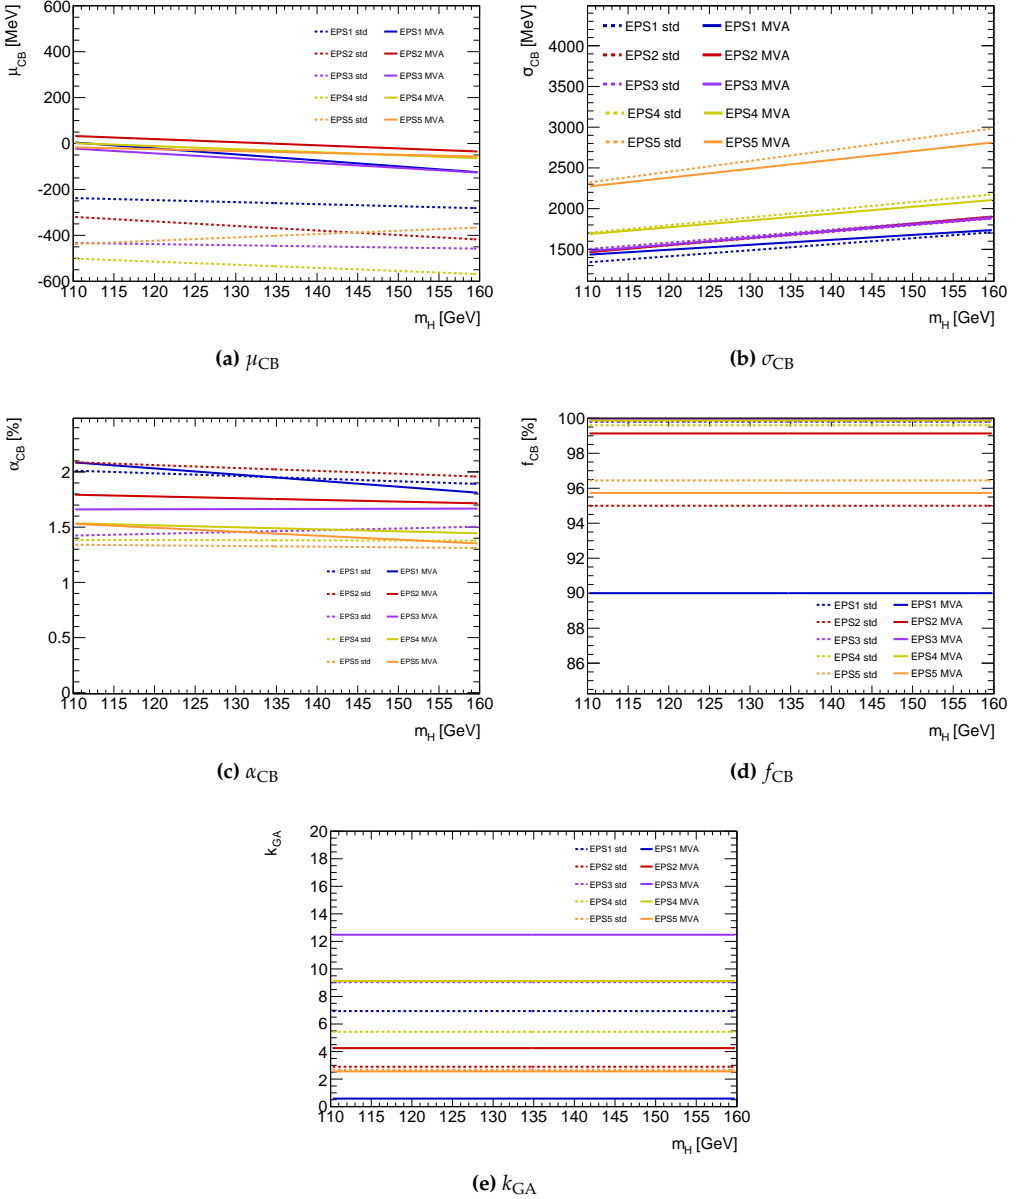 μCB [MeV]
600
400
200
0
-200
-400
-600
EPS1 std EPS1 MVA
EPS2 std EPS2 MVA
EPS3 std EPS3 MVA
EPS4 std EPS4 MVA
EPS5 std EPS5 MVA
110 115 120 125 130 135 140 145 150 155 160
mH [GeV]
(a) μCB
σCB [MeV]
4000
3500
3000
2500
2000
1500
EPS1 std EPS1 MVA
EPS2 std EPS2 MVA
EPS3 std EPS3 MVA
EPS4 std EPS4 MVA
EPS5 std EPS5 MVA
110 115 120 125 130 135 140 145 150 155 160
mH [GeV]
(b) σCB
αCB [%]
2
1.5
1
0.5
0
EPS1 std EPS1 MVA
EPS2 std EPS2 MVA
EPS3 std EPS3 MVA
EPS4 std EPS4 MVA
EPS5 std EPS5 MVA
110 115 120 125 130 135 140 145 150 155 160
mH [GeV]
(c) αCB
fCB [%]
100
98
96
94
92
90
88
86
EPS1 std EPS1 MVA
EPS2 std EPS2 MVA
EPS3 std EPS3 MVA
EPS4 std EPS4 MVA
EPS5 std EPS5 MVA
110 115 120 125 130 135 140 145 150 155 160
mH [GeV]
(d) fCB
kGA
20
18
16
14
12
10
8
6
4
2
0
EPS1 std EPS1 MVA
EPS2 std EPS2 MVA
EPS3 std EPS3 MVA
EPS4 std EPS4 MVA
EPS5 std EPS5 MVA
110 115 120 125 130 135 140 145 150 155 160
mH [GeV]
(e) kGA